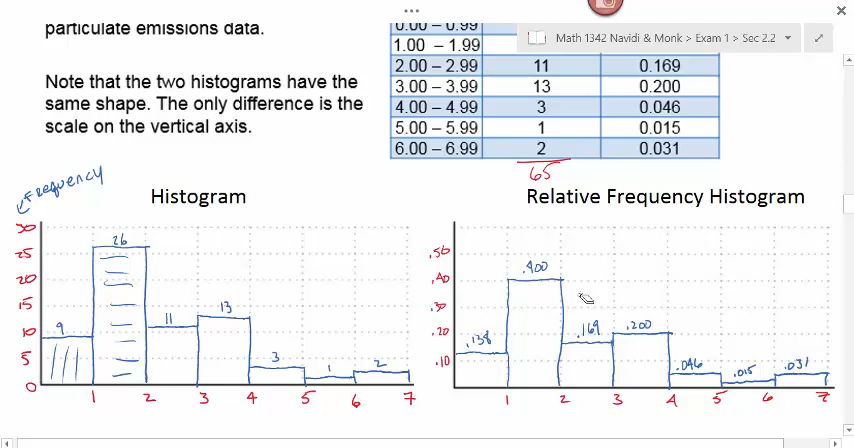 particulate emissions data.
Note that the two histograms have the
same shape. The only difference is the
scale on the vertical axis.
0.00 – 0.99
1.00 – 1.99
Math 1342 Navidi & Monk > Exam 1 > Sec 2.2
2.00 – 2.99 11 0.169
3.00 – 3.99 13 0.200
4.00 – 4.99 3 0.046
5.00 – 5.99 1 0.015
6.00 – 6.99 2 0.031
65
Frequency
Histogram
30
25
20
15
10
5
0
9
26
11
13
3
1
2
1 2 3 4 5 6 7
Relative Frequency Histogram
.50
.40
.30
.20
.10
.138
.400
.169
.200
.046
.015
.031
1 2 3 4 5 6 7